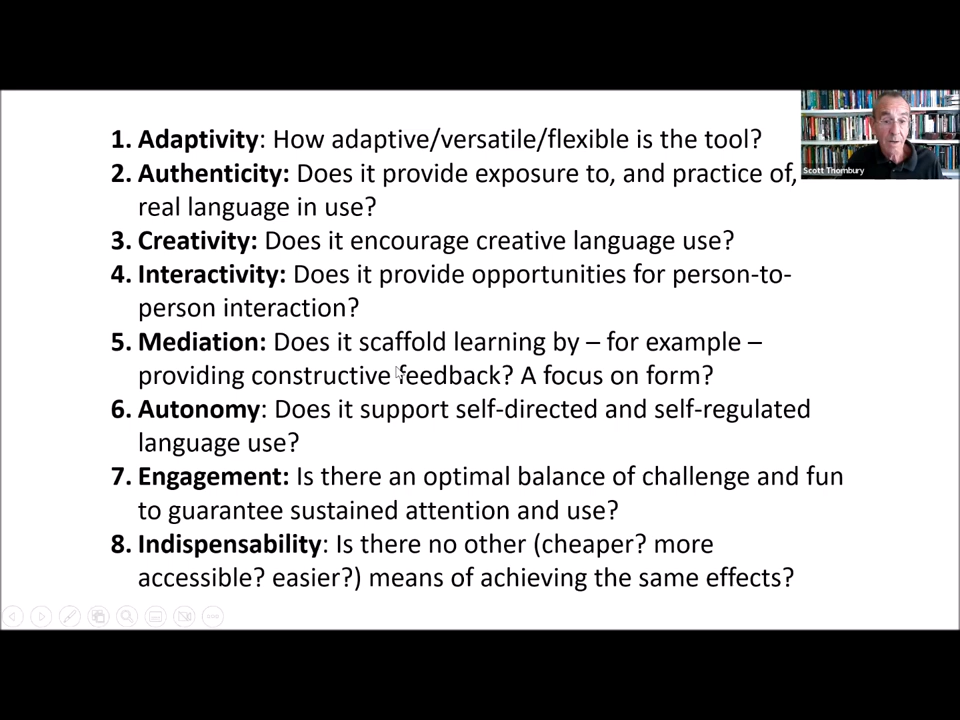 1. Adaptivity: How adaptive/versatile/flexible is the tool?
2. Authenticity: Does it provide exposure to, and practice of,
real language in use?
3. Creativity: Does it encourage creative language use?
4. Interactivity: Does it provide opportunities for person-to-
person interaction?
5. Mediation: Does it scaffold learning by – for example –
providing constructive feedback? A focus on form?
6. Autonomy: Does it support self-directed and self-regulated
language use?
7. Engagement: Is there an optimal balance of challenge and fun
to guarantee sustained attention and use?
8. Indispensability: Is there no other (cheaper? more
accessible? easier?) means of achieving the same effects?
Scott Thornbury